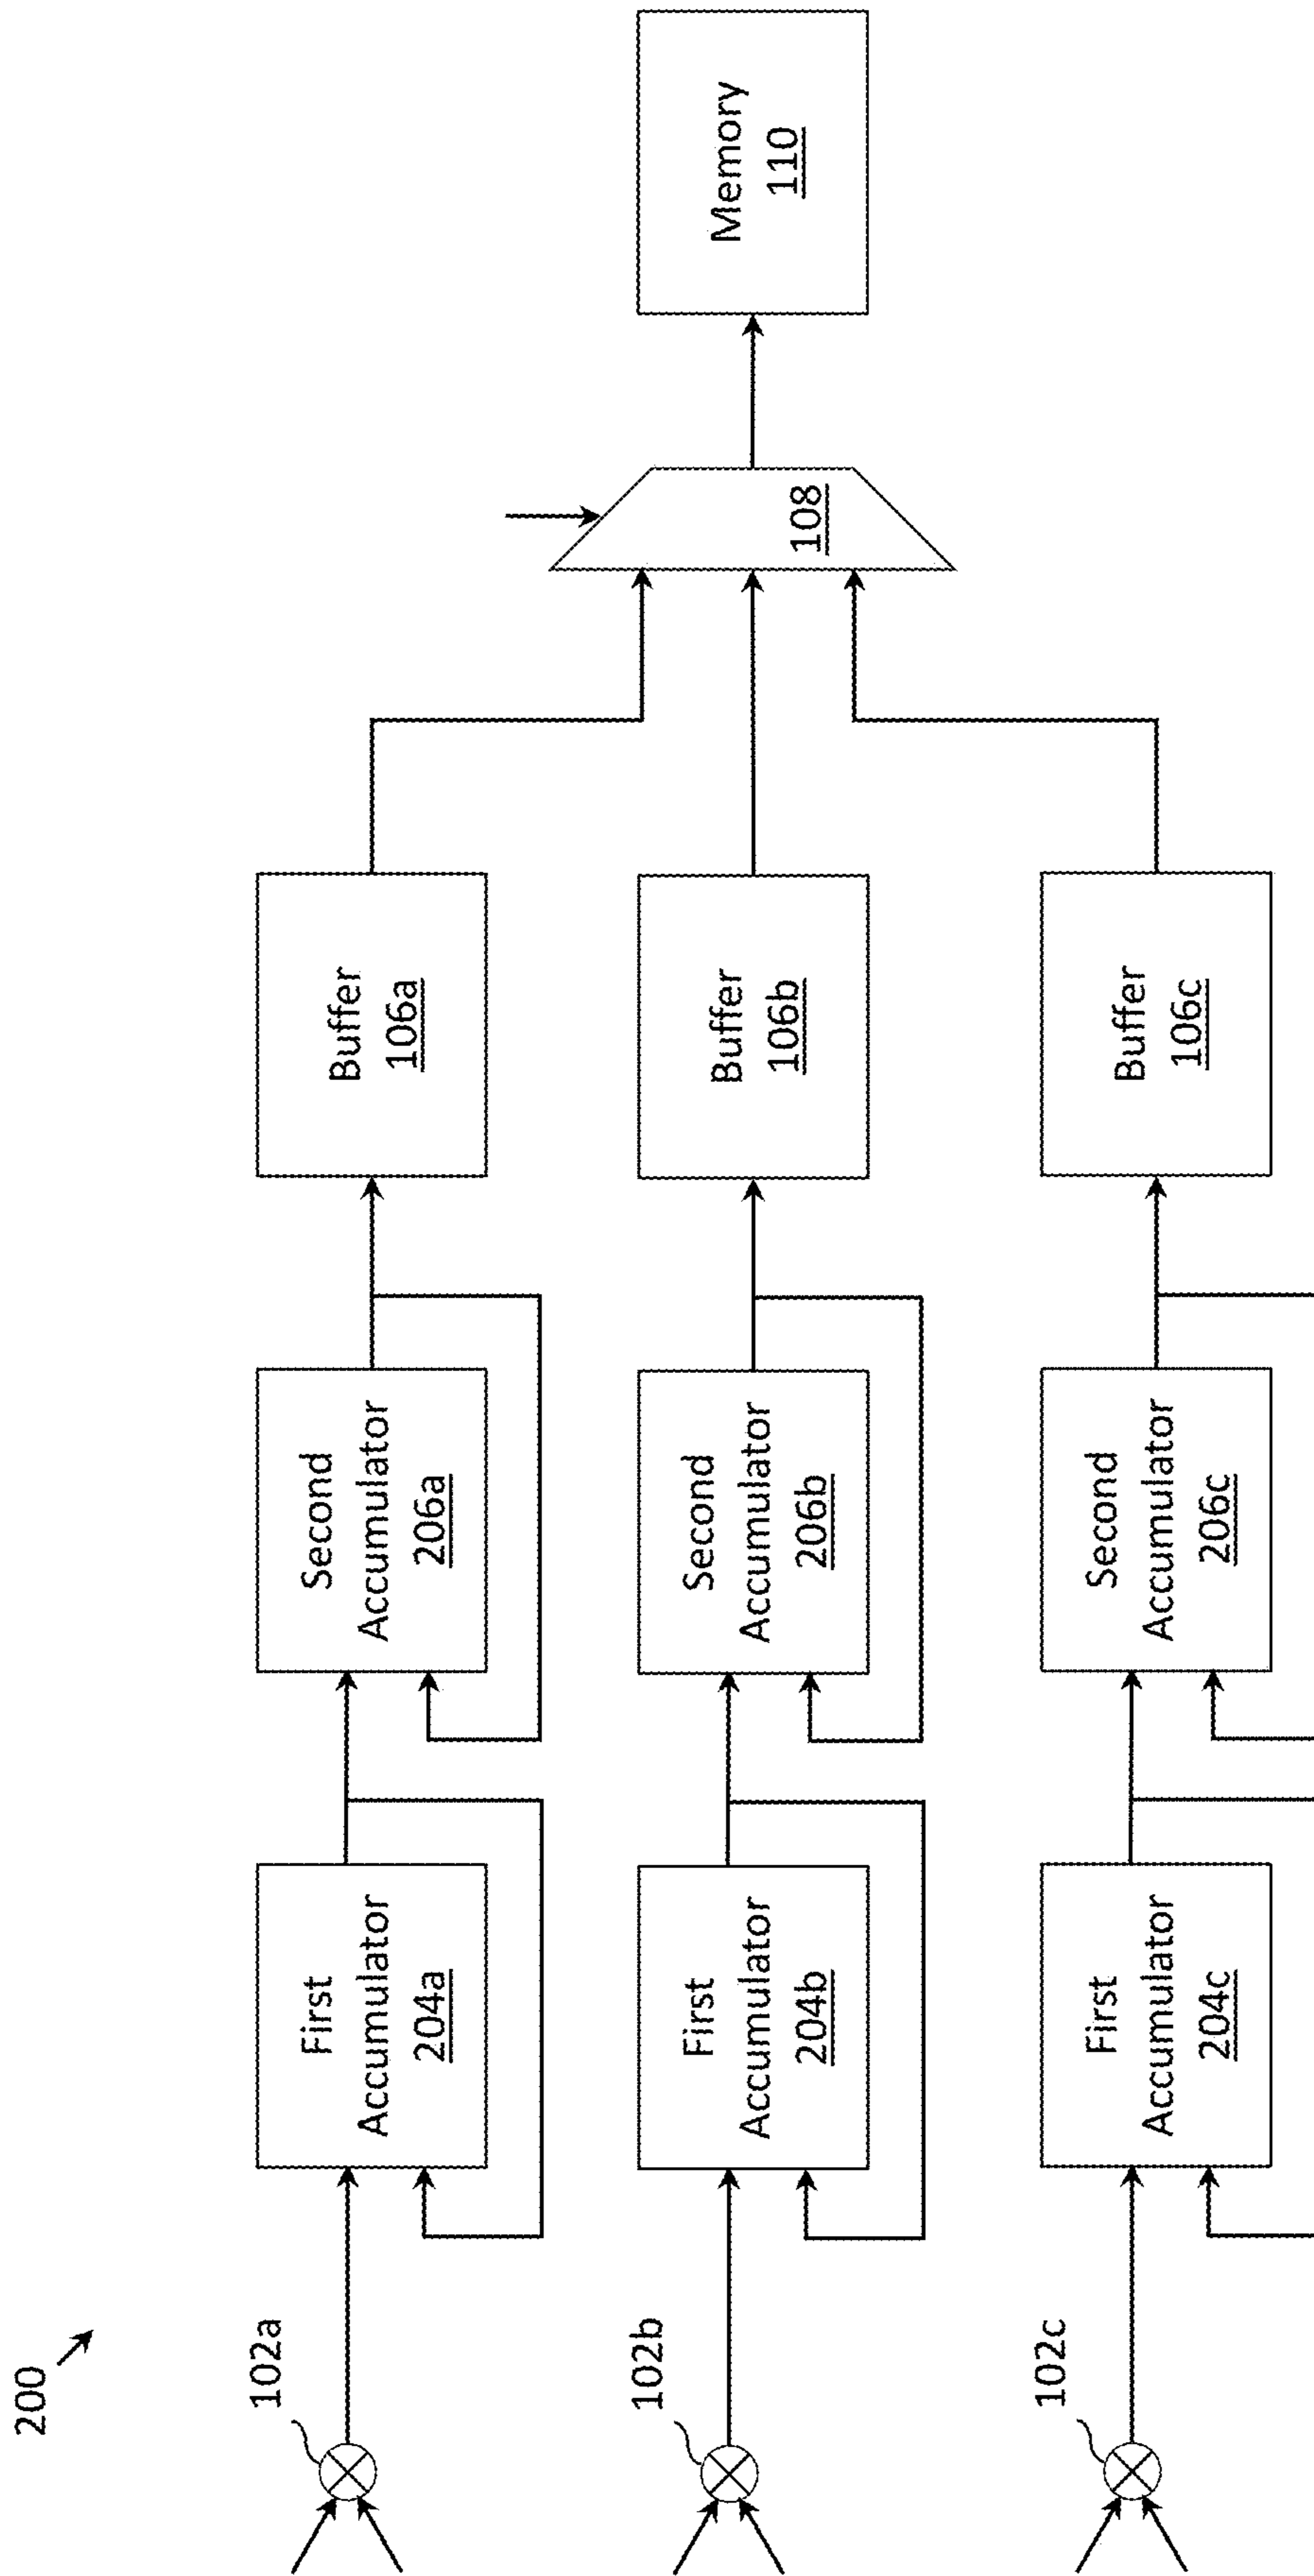 200
102a
First
Accumulator
204a
Second
Accumulator
206a
Buffer
106a
102b
First
Accumulator
204b
Second
Accumulator
206b
Buffer
106b
108
Memory
110
102c
First
Accumulator
204c
Second
Accumulator
206c
Buffer
106c